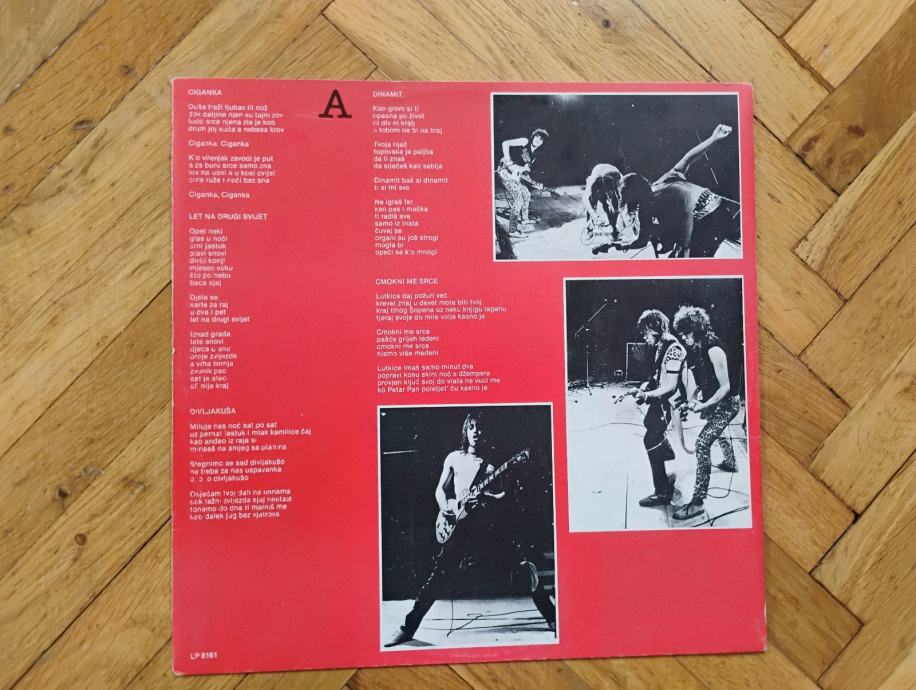 A
CIGANKA
Duša traži ljubav ili nož
dok čarline njen su tajni zov
ludo srce njena zla je kob
drum joj kuća a nebesa krov
Ciganka, Ciganka
K'o vilenjak zavodi je put
a za buru srce samo zna
lov na usni a u kosi cvijet
crne ruže i noći bez sna
Ciganka, Ciganka
LET NA DRUGI SVIJET
Opet neki
glas u noći
crni jastuk
plavi snovi
divlji konji
mjesec vuku
što po nebu
baca sjaj
Dijele se
karte za raj
u dva i pet
let na drugi svijet
Iznad grada
lete snovi
djeca u snu
broje zvijezde
s vrha tornja
zvonik pao
sat je stao
al' nije kraj
DIVLJAKUŠA
Miluje nas noć sat po sat
uz pernat jastuk i mlak kamilice čaj
kao anđeo iz raja si
mirišeš na snijeg sa planina
Stegnimo se sad divljakušo
ne treba za nas uspavanka
o, o, o divljakušo
Osjećam tvoj dah na usnama
dok lažni zvijezda sjaj nestaje
tonamo do dna ti mamiš me
kao dalek jug bez vjetrova
DINAMIT
Kao grom si ti
opasna po život
ni div ni kralj
s tobom ne bi na kraj
Tvoja riječ
topovska je paljba
da li znaš
da siječeš kao sablja
Dinamit baš si dinamit
ti si mi sve
Ne igraš fer
kao pas i mačka
ti radiš sve
samo iz inata
čuvaj se
organi su još strogi
mogla bi
opeći se k'o mnogi
CMOKNI ME SRCE
Lutkice daj požuri već
krevet znaj u devet mora biti tvoj
kraj tihog Šopena uz neku knjigu laganu
tjeraj svoje do mile volje kasno je
Cmokni me srce
pašće grijeh ledeni
cmokni me srce
nismo više medeni
Lutkice imaš samo minut dva
popravi kosu skini noć s džempera
provjeri ključ svoj do vrata ne vuci me
ko Petar Pan poletjet' ću kasno je
LP 8161